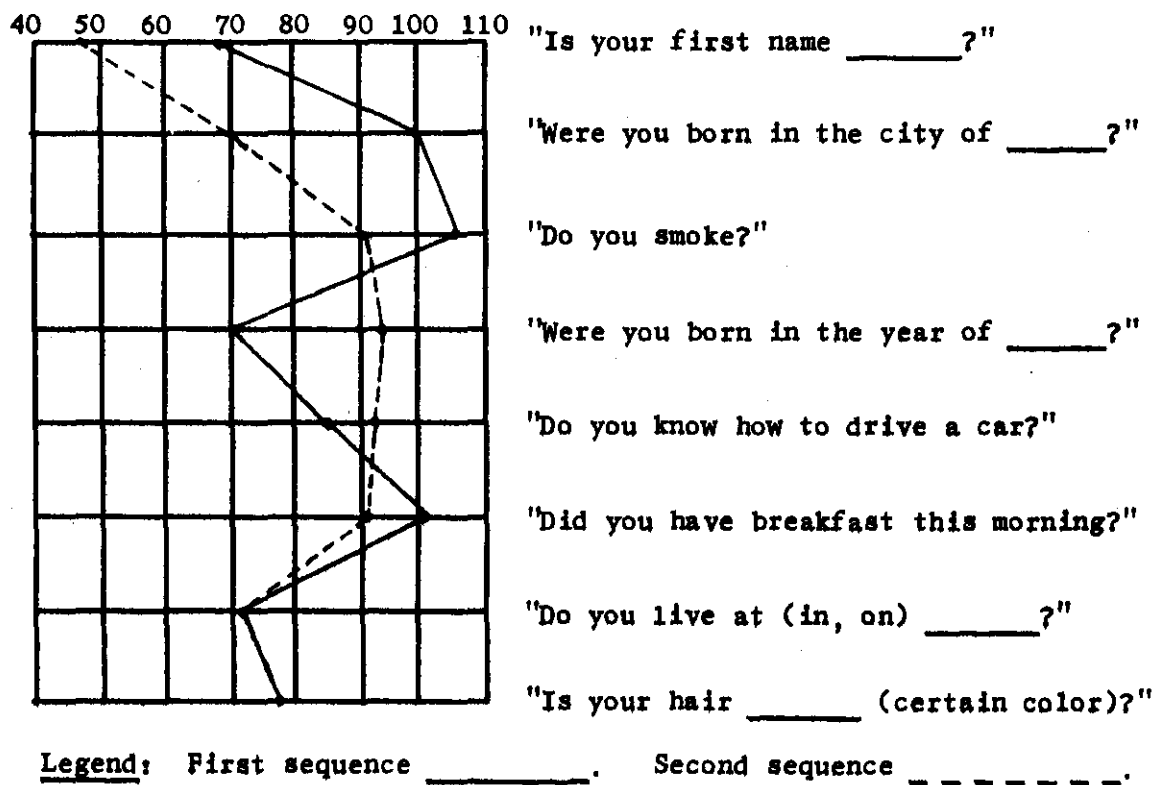 40 50 60 70 80 90 100 110
"Is your first name ______?"
"Were you born in the city of ______?"
"Do you smoke?"
"Were you born in the year of ______?"
"Do you know how to drive a car?"
"Did you have breakfast this morning?"
"Do you live at (in, on) ______?"
"Is your hair ______ (certain color)?"
Legend: First sequence ______. Second sequence _ _ _ _ _ _ _.